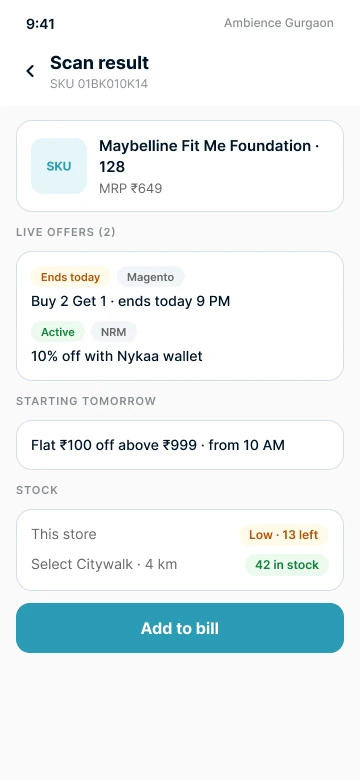 9:41
Ambience Gurgaon
Scan result
SKU 01BK010K14
SKU
Maybelline Fit Me Foundation ·
128
MRP ₹649
LIVE OFFERS (2)
Ends today
Magento
Buy 2 Get 1 · ends today 9 PM
Active
NRM
10% off with Nykaa wallet
STARTING TOMORROW
Flat ₹100 off above ₹999 · from 10 AM
STOCK
This store
Low · 13 left
Select Citywalk · 4 km
42 in stock
Add to bill